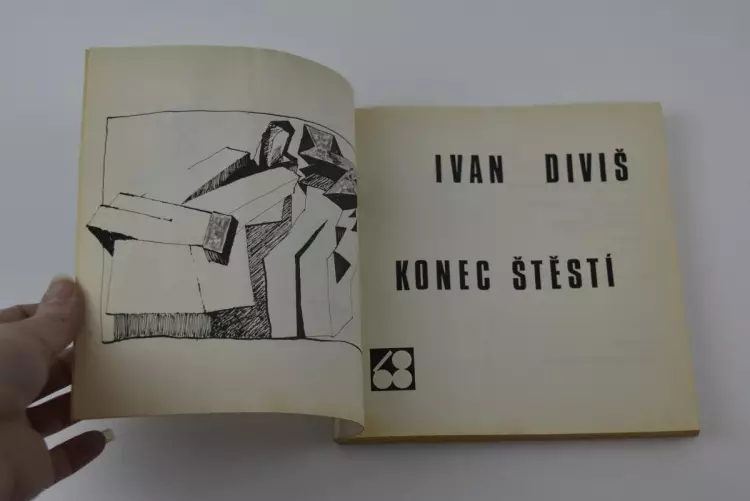 IVAN DIVIŠ
KONEC ŠTĚSTÍ
68